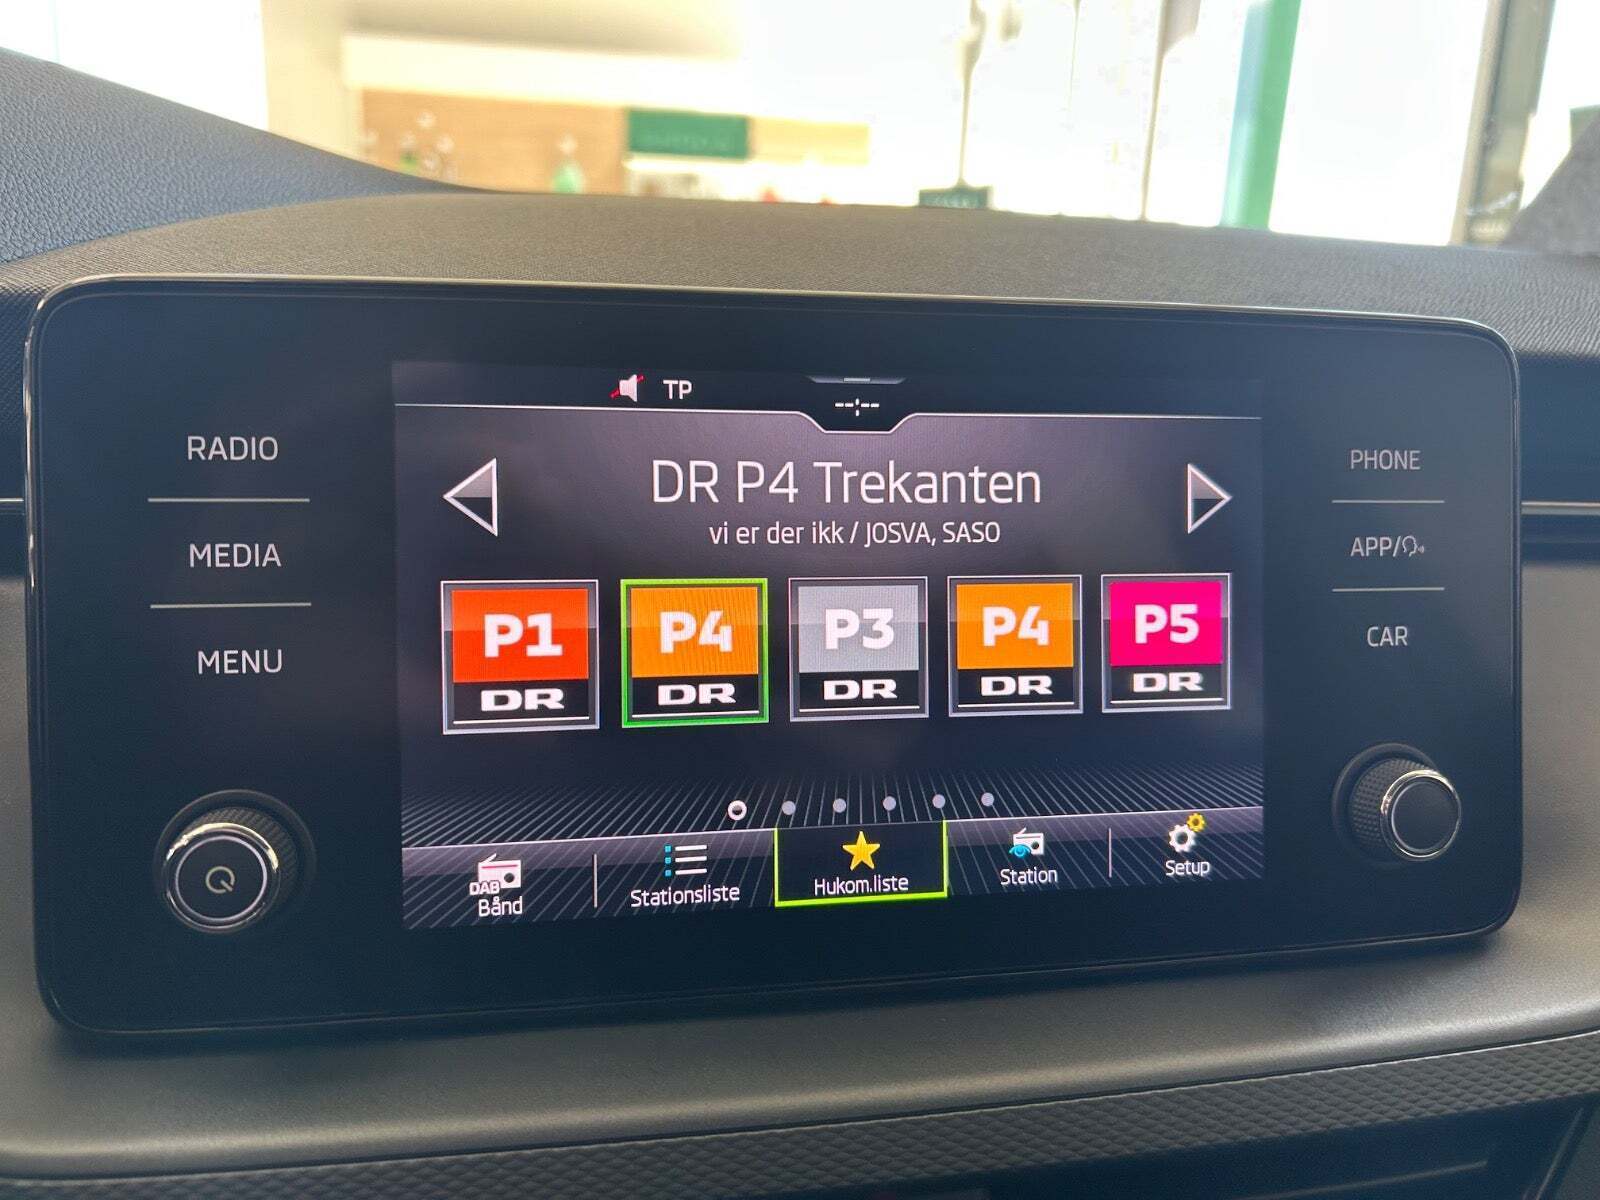 TP
--:--
RADIO
MEDIA
MENU
DR P4 Trekanten
vi er der ikk / JOSVA, SASO
P1
DR
P4
DR
P3
DR
P4
DR
P5
DR
DAB
Bånd
Stationsliste
Hukom.liste
Station
Setup
PHONE
APP/
CAR